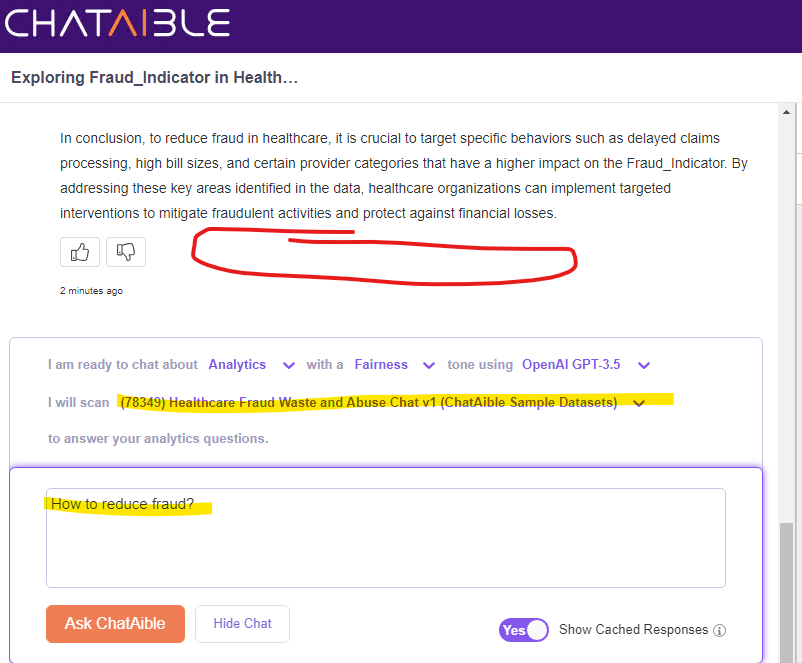 CHATAIBLE
Exploring Fraud_Indicator in Health…
In conclusion, to reduce fraud in healthcare, it is crucial to target specific behaviors such as delayed claims
processing, high bill sizes, and certain provider categories that have a higher impact on the Fraud_Indicator. By
addressing these key areas identified in the data, healthcare organizations can implement targeted
interventions to mitigate fraudulent activities and protect against financial losses.
2 minutes ago
I am ready to chat about Analytics with a Fairness tone using OpenAI GPT-3.5
I will scan (78349) Healthcare Fraud Waste and Abuse Chat v1 (ChatAible Sample Datasets)
to answer your analytics questions.
How to reduce fraud?
Ask ChatAible Hide Chat Yes Show Cached Responses